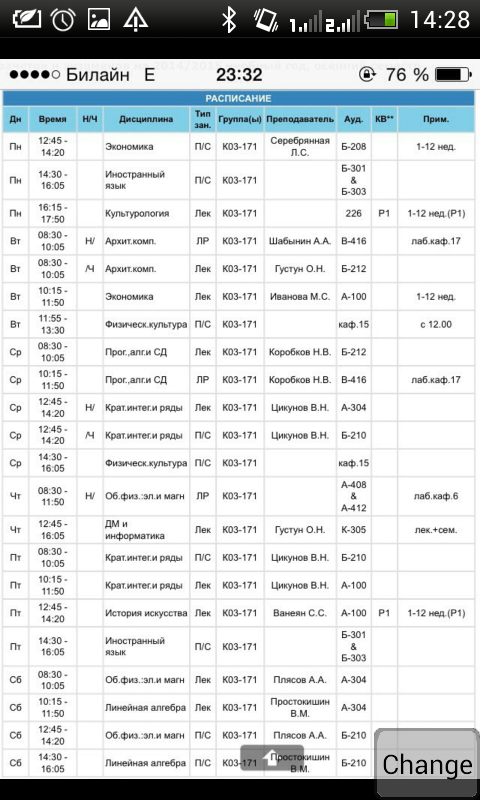 14:28
Билайн E 23:32 76 %
РАСПИСАНИЕ
Дн Время Н/Ч Дисциплина Тип зан. Группа(ы) Преподаватель Ауд. КВ** Прим.
Пн 12:45 - 14:20 Экономика П/С К03-171 Серебрянная Л.С. Б-208 1-12 нед.
Пн 14:30 - 16:05 Иностранный язык П/С К03-171 Б-301 & Б-303
Пн 16:15 - 17:50 Культурология Лек К03-171 226 Р1 1-12 нед.(Р1)
Вт 08:30 - 10:05 Н/ Архит.комп. ЛР К03-171 Шабынин А.А. В-416 лаб.каф.17
Вт 08:30 - 10:05 /Ч Архит.комп. Лек К03-171 Густун О.Н. Б-212
Вт 10:15 - 11:50 Экономика Лек К03-171 Иванова М.С. А-100 1-12 нед.
Вт 11:55 - 13:30 Физическ.культура П/С К03-171 каф.15 с 12.00
Ср 08:30 - 10:05 Прог.,алг.и СД Лек К03-171 Коробков Н.В. Б-212
Ср 10:15 - 11:50 Прог.,алг.и СД ЛР К03-171 Коробков Н.В. В-416 лаб.каф.17
Ср 12:45 - 14:20 Н/ Крат.интег.и ряды Лек К03-171 Цикунов В.Н. А-304
Ср 12:45 - 14:20 /Ч Крат.интег.и ряды П/С К03-171 Цикунов В.Н. Б-210
Ср 14:30 - 16:05 Физическ.культура П/С К03-171 каф.15
Чт 08:30 - 11:50 Н/ Об.физ.:эл.и магн ЛР К03-171 А-408 & А-412 лаб.каф.6
Чт 12:45 - 16:05 ДМ и информатика Лек К03-171 Густун О.Н. К-305 лек.+сем.
Пт 08:30 - 10:05 Крат.интег.и ряды П/С К03-171 Цикунов В.Н. Б-210
Пт 10:15 - 11:50 Крат.интег.и ряды Лек К03-171 Цикунов В.Н. А-100
Пт 12:45 - 14:20 История искусства Лек К03-171 Ванеян С.С. А-100 Р1 1-12 нед.(Р1)
Пт 14:30 - 16:05 Иностранный язык П/С К03-171 Б-301 & Б-303
Сб 08:30 - 10:05 Об.физ.:эл.и магн Лек К03-171 Плясов А.А. А-304
Сб 10:15 - 11:50 Линейная алгебра Лек К03-171 Простокишин В.М. А-304
Сб 12:45 - 14:20 Об.физ.:эл.и магн П/С К03-171 Плясов А.А. Б-210
Сб 14:30 - 16:05 Линейная алгебра П/С К03-171 Простокишин В.М. Б-210
Change